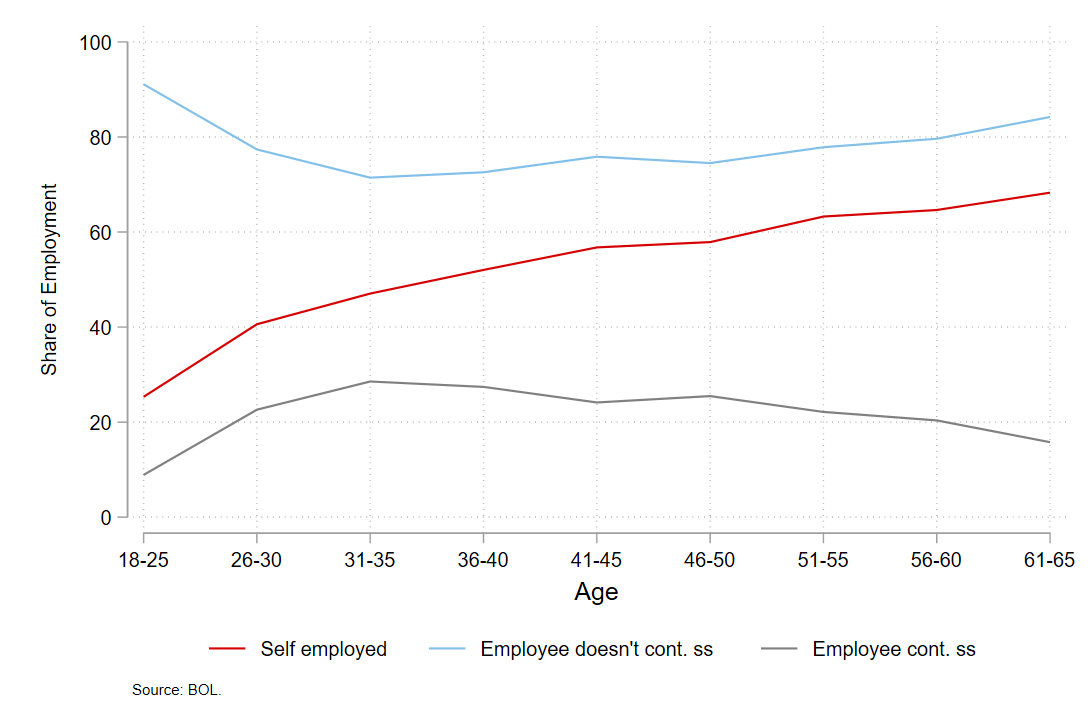 100
80
60
40
20
0
Share of Employment
18-25 26-30 31-35 36-40 41-45 46-50 51-55 56-60 61-65
Age
Self employed Employee doesn't cont. ss Employee cont. ss
Source: BOL.